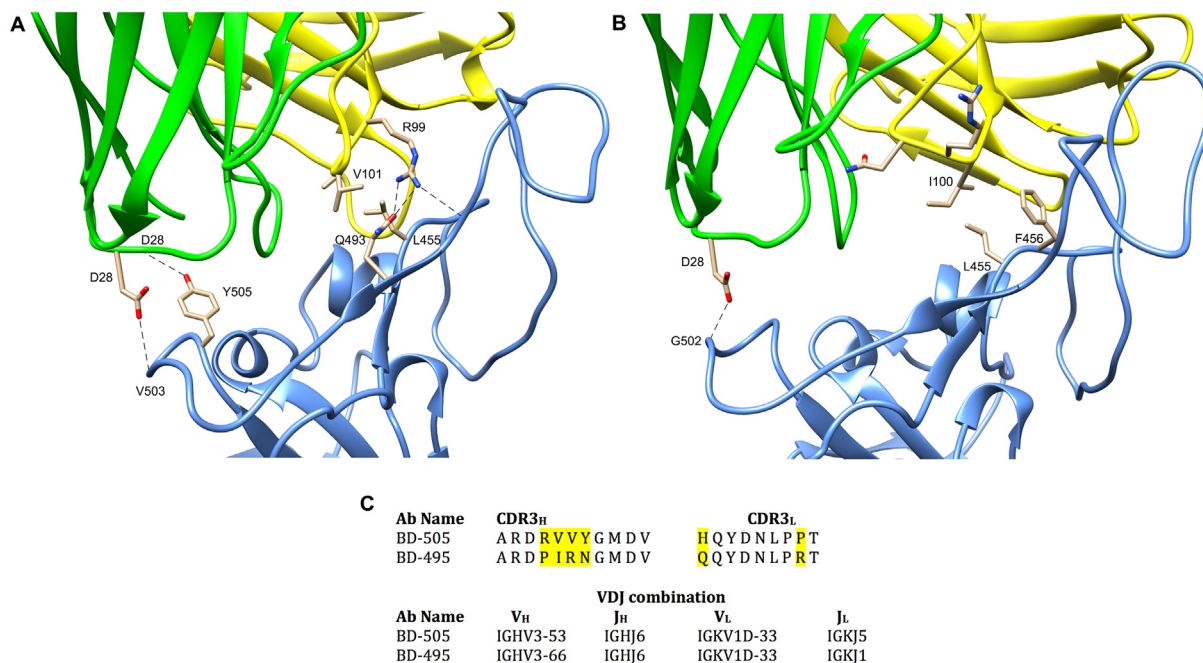 A
B
R99
V101
I100
Q493
L455
F456
D28
D28
Y505
L455
D28
V503
G502
C
Ab Name CDR3H CDR3L
BD-505 A R D R V V Y G M D V H Q Y D N L P P T
BD-495 A R D P I R N G M D V Q Q Y D N L P R T
VDJ combination
Ab Name VH JH VL JL
BD-505 IGHV3-53 IGHJ6 IGKV1D-33 IGKJ5
BD-495 IGHV3-66 IGHJ6 IGKV1D-33 IGKJ1